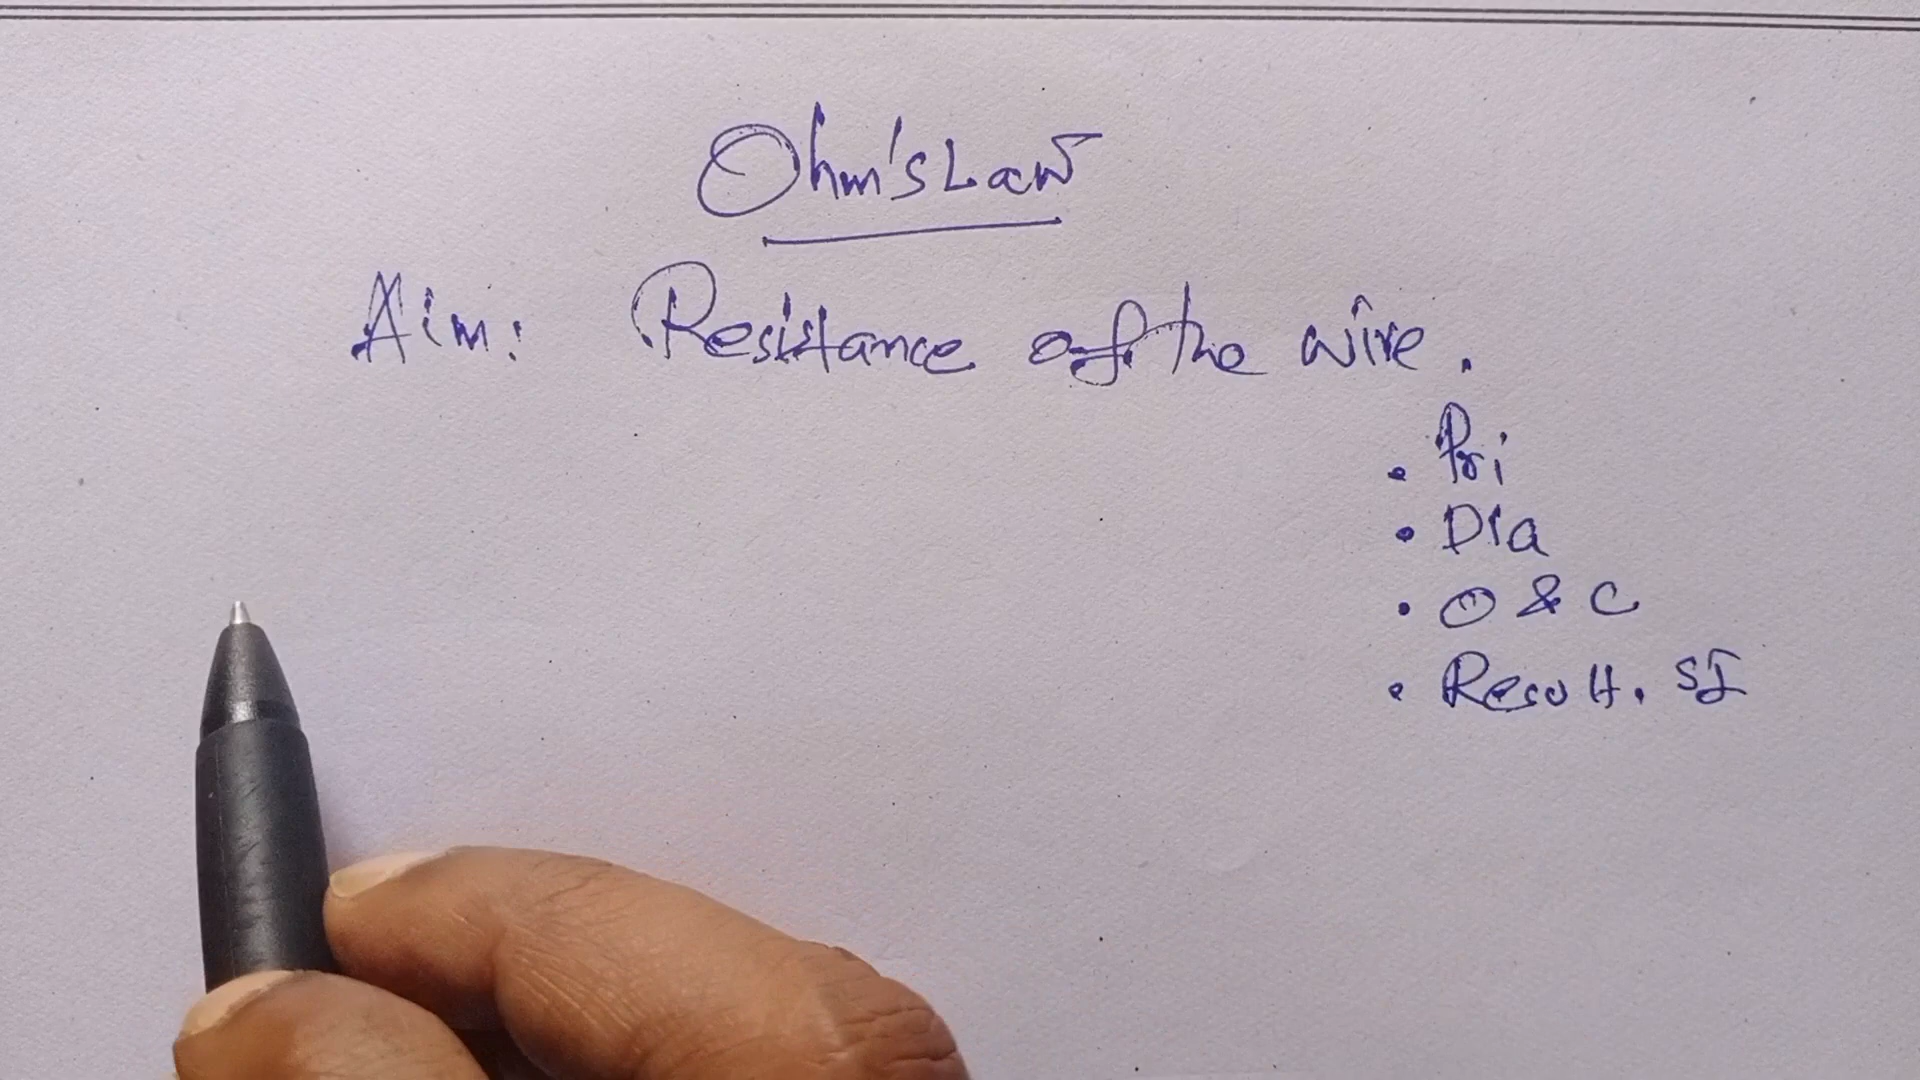 Ohm's Law
Aim: Resistance of the wire.
• Pri
• Dia
• O & C
• Result. SI